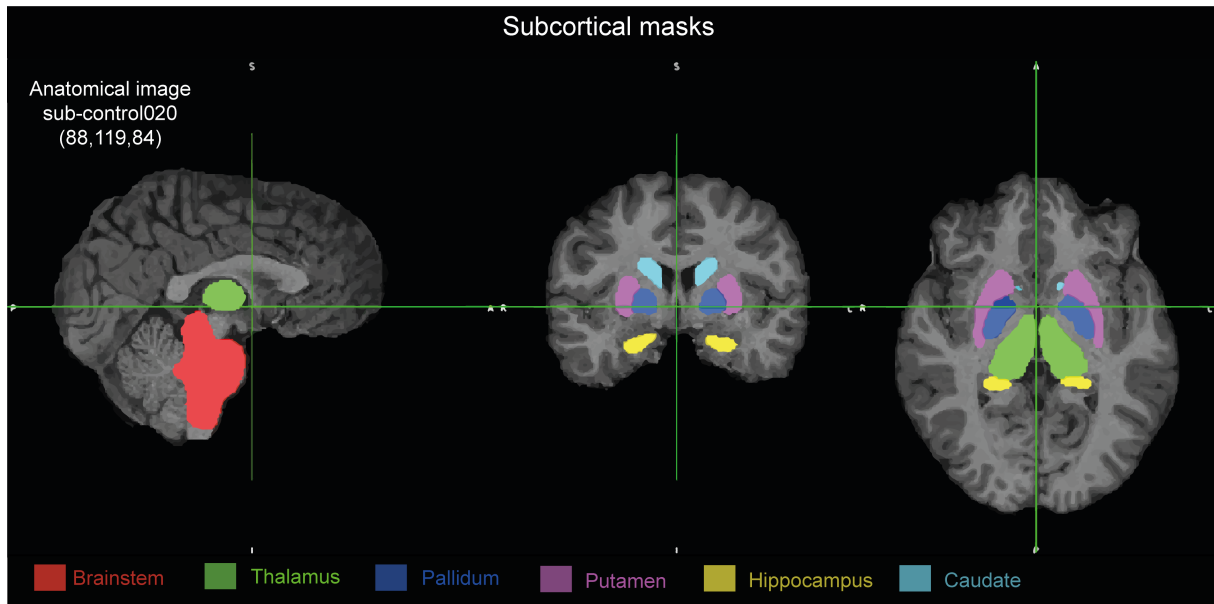 Subcortical masks
Anatomical image
sub-control020
(88,119,84)
S
S
A
P
A
R
L
R
L
I
I
P
Brainstem
Thalamus
Pallidum
Putamen
Hippocampus
Caudate